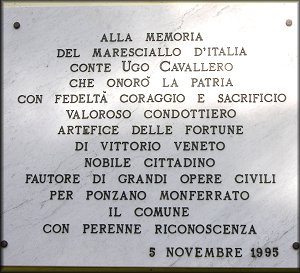 ALLA MEMORIA
DEL MARESCIALLO D'ITALIA
CONTE UGO CAVALLERO
CHE ONORÒ LA PATRIA
CON FEDELTÀ CORAGGIO E SACRIFICIO
VALOROSO CONDOTTIERO
ARTEFICE DELLE FORTUNE
DI VITTORIO VENETO
NOBILE CITTADINO
FAUTORE DI GRANDI OPERE CIVILI
PER PONZANO MONFERRATO
IL COMUNE
CON PERENNE RICONOSCENZA
5 NOVEMBRE 1995